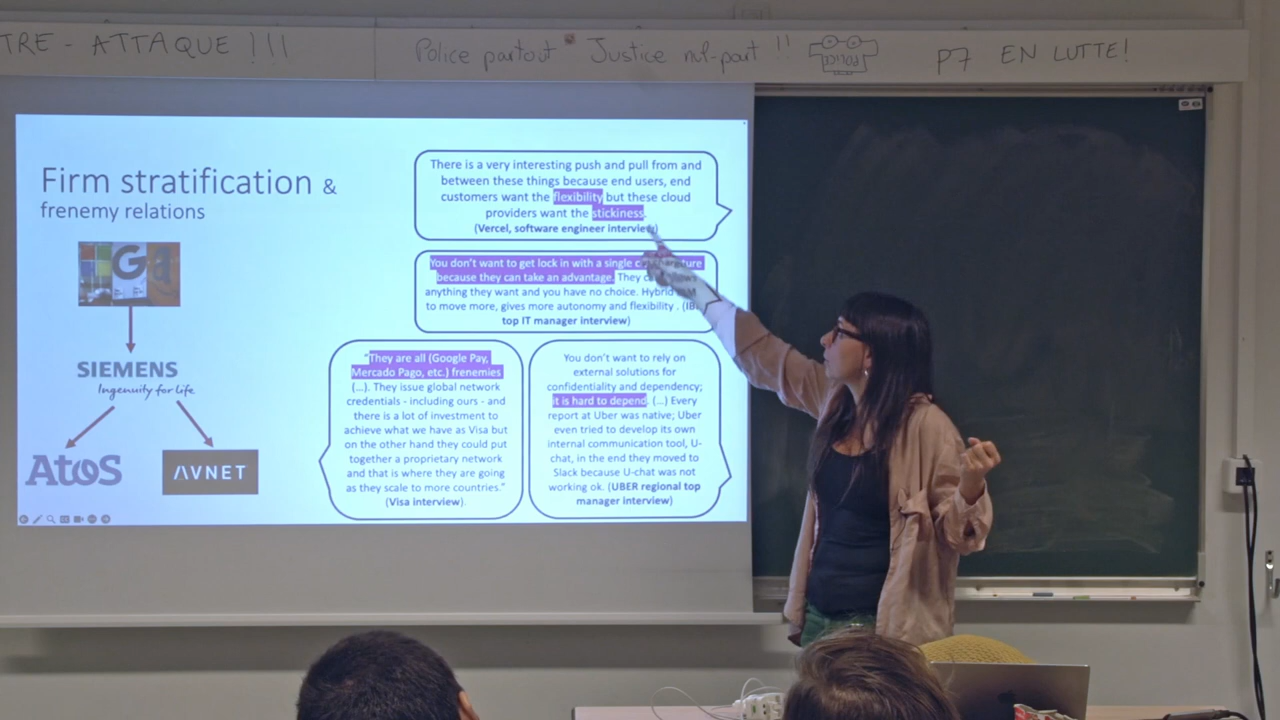 TRE - ATTAQUE !!!
Police partout Justice nul-part !!
POLICE
P7 EN LUTTE!
Firm stratification &
frenemy relations
G
SIEMENS
Ingenuity for life
Atos
AVNET
There is a very interesting push and pull from and
between these things because end users, end
customers want the flexibility but these cloud
providers want the stickiness.
(Vercel, software engineer interview)
You don't want to get lock in with a single
because they can take an advantage. They
anything they want and you have no choice. Hybrid
to move more, gives more autonomy and flexibility . (IB
top IT manager interview)
"They are all (Google Pay,
Mercado Pago, etc.) frenemies
(...). They issue global network
credentials - including ours - and
there is a lot of investment to
achieve what we have as Visa but
on the other hand they could put
together a proprietary network
and that is where they are going
as they scale to more countries."
(Visa interview).
You don't want to rely on
external solutions for
confidentiality and dependency;
it is hard to depend. (...) Every
report at Uber was native; Uber
even tried to develop its own
internal communication tool, U-
chat, in the end they moved to
Slack because U-chat was not
working ok. (UBER regional top
manager interview)